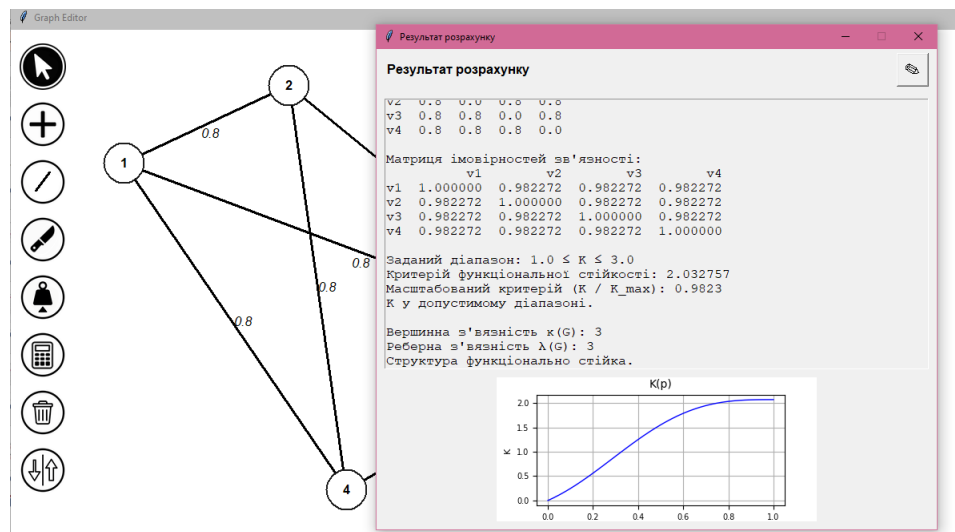 Graph Editor
Результат розрахунку
Результат розрахунку
v2 0.8 0.0 0.8 0.8
v3 0.8 0.8 0.0 0.8
v4 0.8 0.8 0.8 0.0
Матриця імовірностей зв'язності:
v1 v2 v3 v4
v1 1.000000 0.982272 0.982272 0.982272
v2 0.982272 1.000000 0.982272 0.982272
v3 0.982272 0.982272 1.000000 0.982272
v4 0.982272 0.982272 0.982272 1.000000
Заданий діапазон: 1.0 ≤ K ≤ 3.0
Критерій функціональної стійкості: 2.032757
Масштабований критерій (K / K_max): 0.9823
K у допустимому діапазоні.
Вершинна з'вязність κ(G): 3
Реберна з'вязність λ(G): 3
Структура функціонально стійка.
K(p)
2.0
1.5
1.0
0.5
0.0
K
0.0 0.2 0.4 0.6 0.8 1.0
2
0.8
1
0.8
0.8
0.8
4